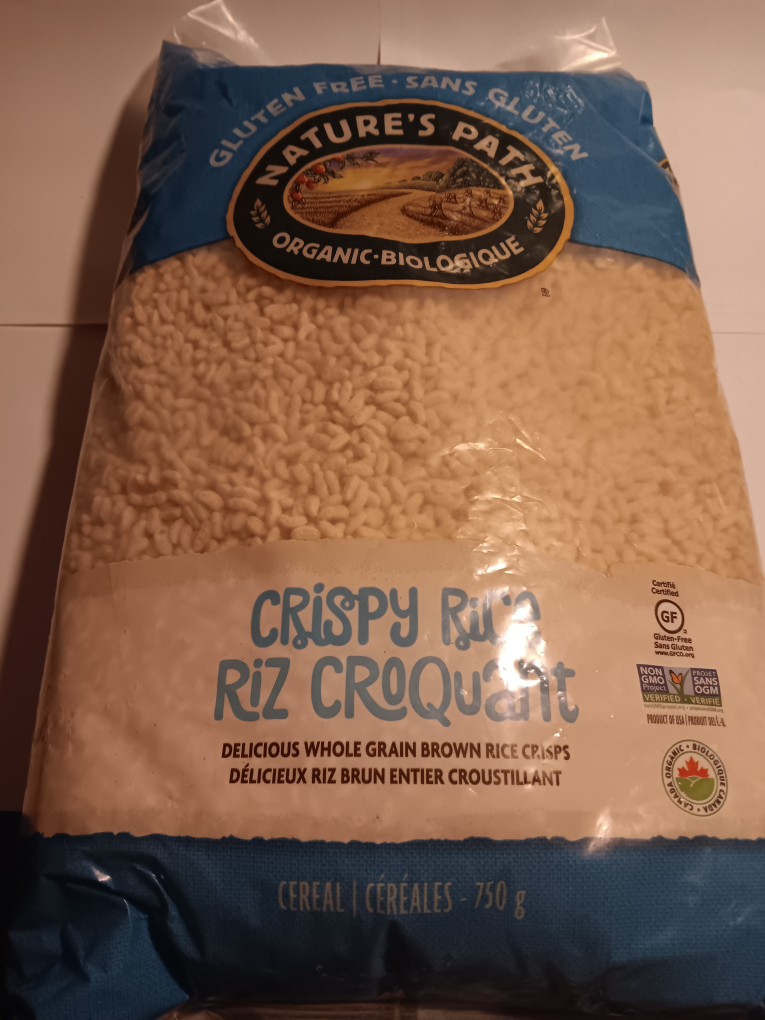 GLUTEN FREE · SANS GLUTEN
NATURE'S PATH
ORGANIC·BIOLOGIQUE
®
CRISPY RICE
RIZ CROQUANT
DELICIOUS WHOLE GRAIN BROWN RICE CRISPS
DÉLICIEUX RIZ BRUN ENTIER CROUSTILLANT
Certifié
Certified
GF
Gluten-Free
Sans Gluten
www.GFCO.org
NON GMO Project
VERIFIED
PROJET SANS OGM
VÉRIFIÉ
PRODUCT OF USA | PRODUIT DES É.-U.
CANADA ORGANIC • BIOLOGIQUE CANADA •
CEREAL | CÉRÉALES - 750 g